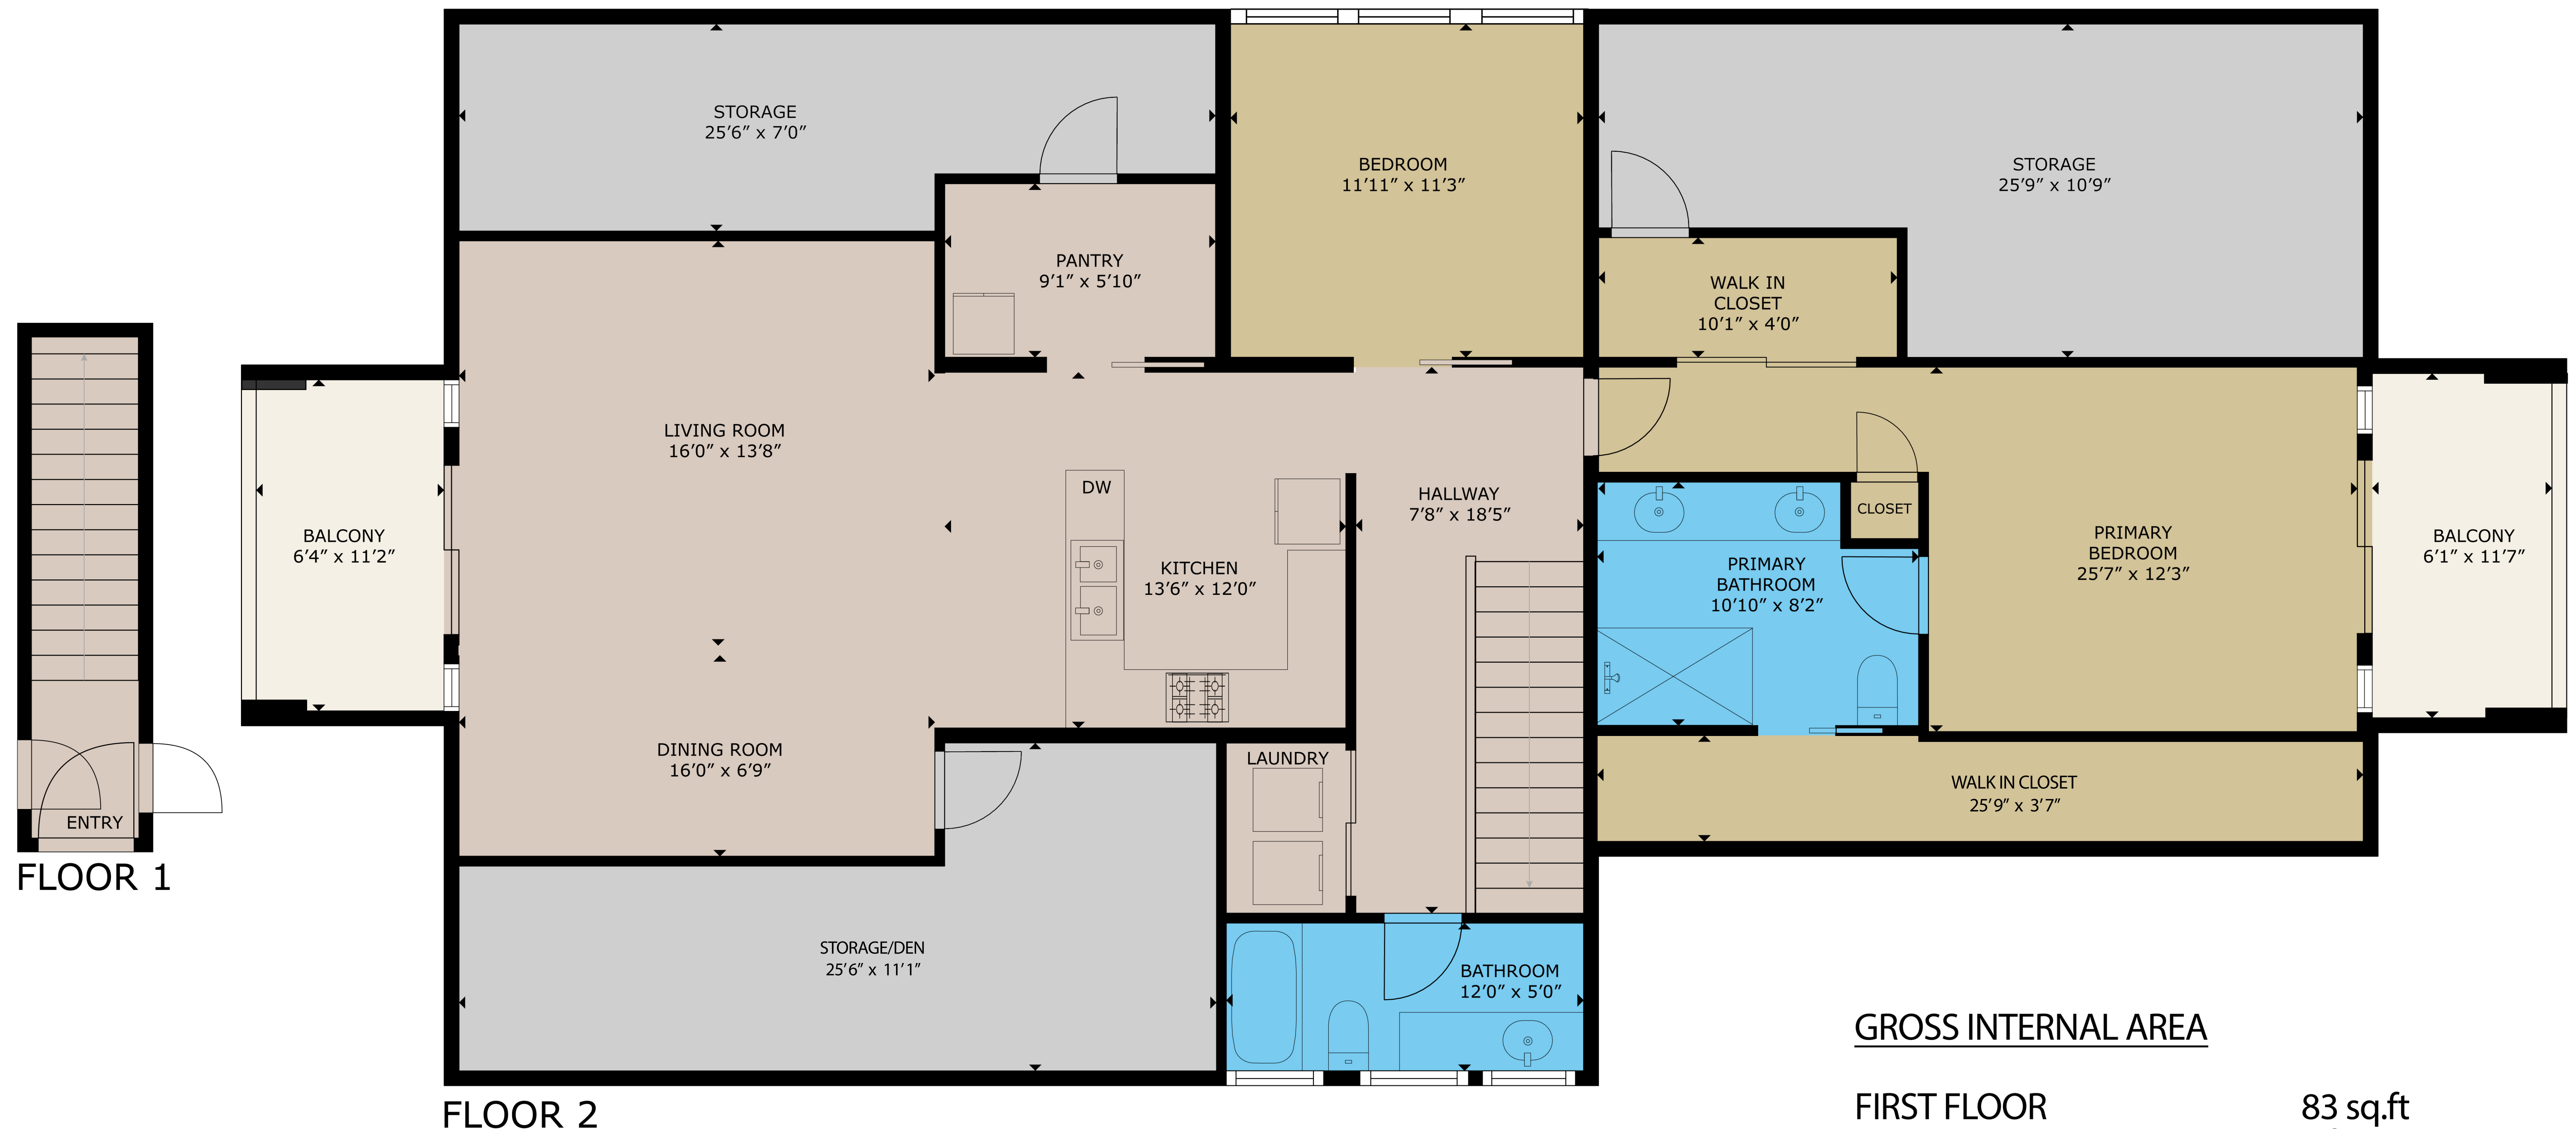 STORAGE
25'6" x 7'0"
BEDROOM
11'11" x 11'3"
STORAGE
25'9" x 10'9"
PANTRY
9'1" x 5'10"
WALK IN
CLOSET
10'1" x 4'0"
LIVING ROOM
16'0" x 13'8"
DW
HALLWAY
7'8" x 18'5"
CLOSET
BALCONY
6'4" x 11'2"
KITCHEN
13'6" x 12'0"
PRIMARY
BATHROOM
10'10" x 8'2"
PRIMARY
BEDROOM
25'7" x 12'3"
BALCONY
6'1" x 11'7"
DINING ROOM
16'0" x 6'9"
LAUNDRY
WALK IN CLOSET
25'9" x 3'7"
ENTRY
FLOOR 1
STORAGE/DEN
25'6" x 11'1"
BATHROOM
12'0" x 5'0"
GROSS INTERNAL AREA
FIRST FLOOR 83 sq.ft
FLOOR 2